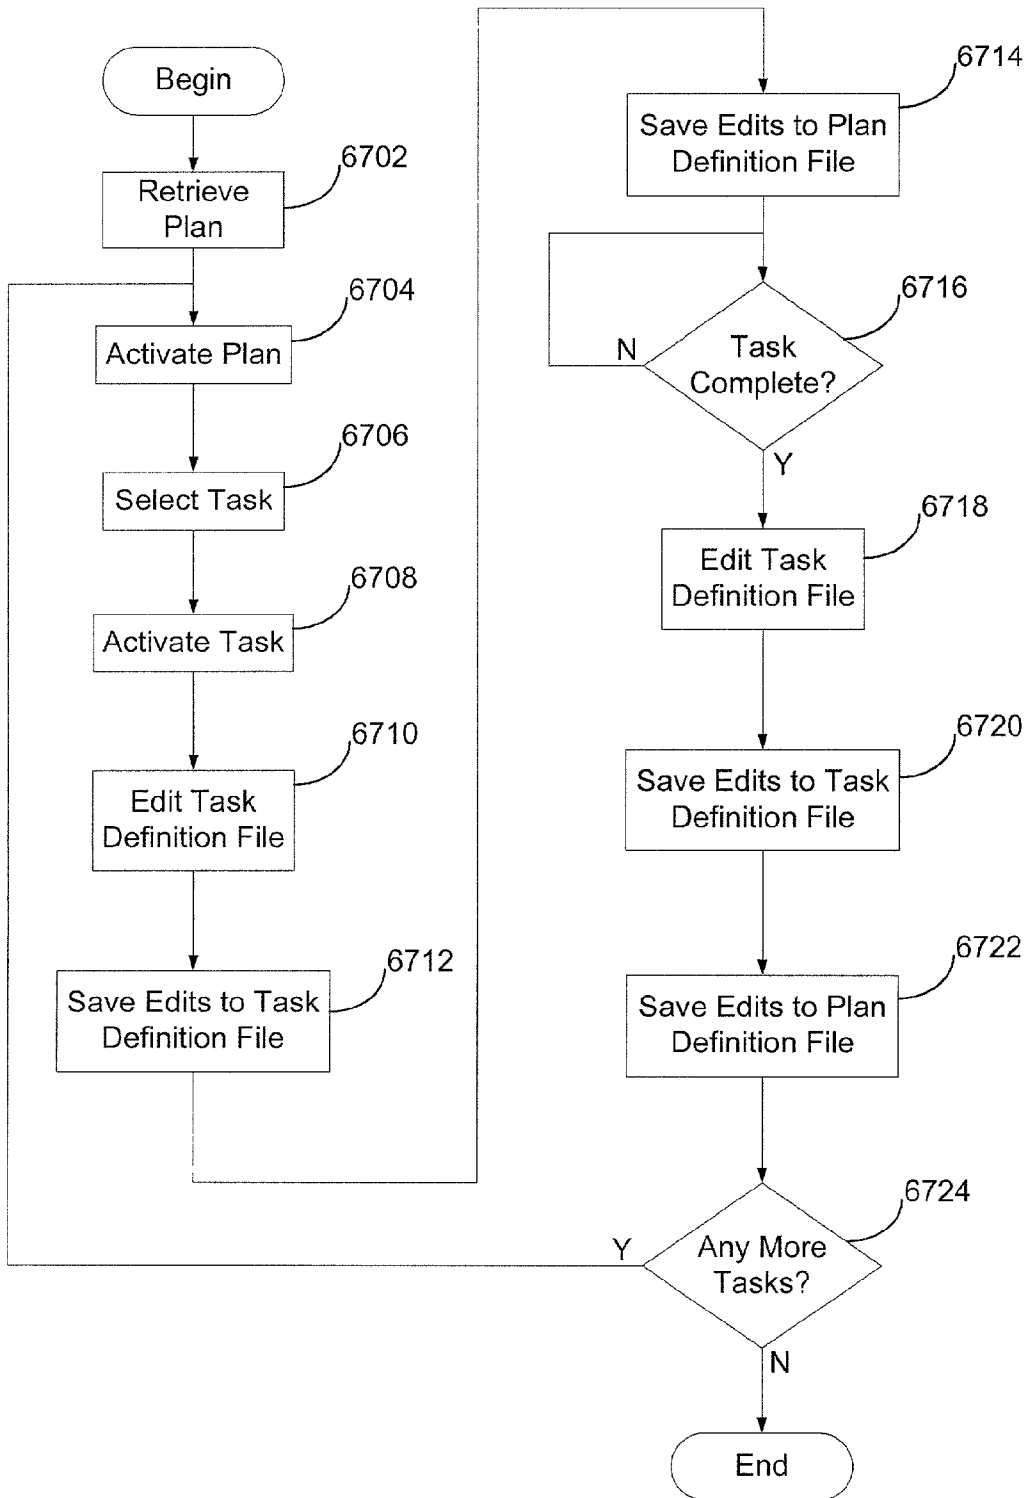 Begin
6702
Retrieve
Plan
6704
Activate Plan
6706
Select Task
6708
Activate Task
6710
Edit Task
Definition File
6712
Save Edits to Task
Definition File
6714
Save Edits to Plan
Definition File
6716
N
Task
Complete?
Y
6718
Edit Task
Definition File
6720
Save Edits to Task
Definition File
6722
Save Edits to Plan
Definition File
6724
Y
Any More
Tasks?
N
End